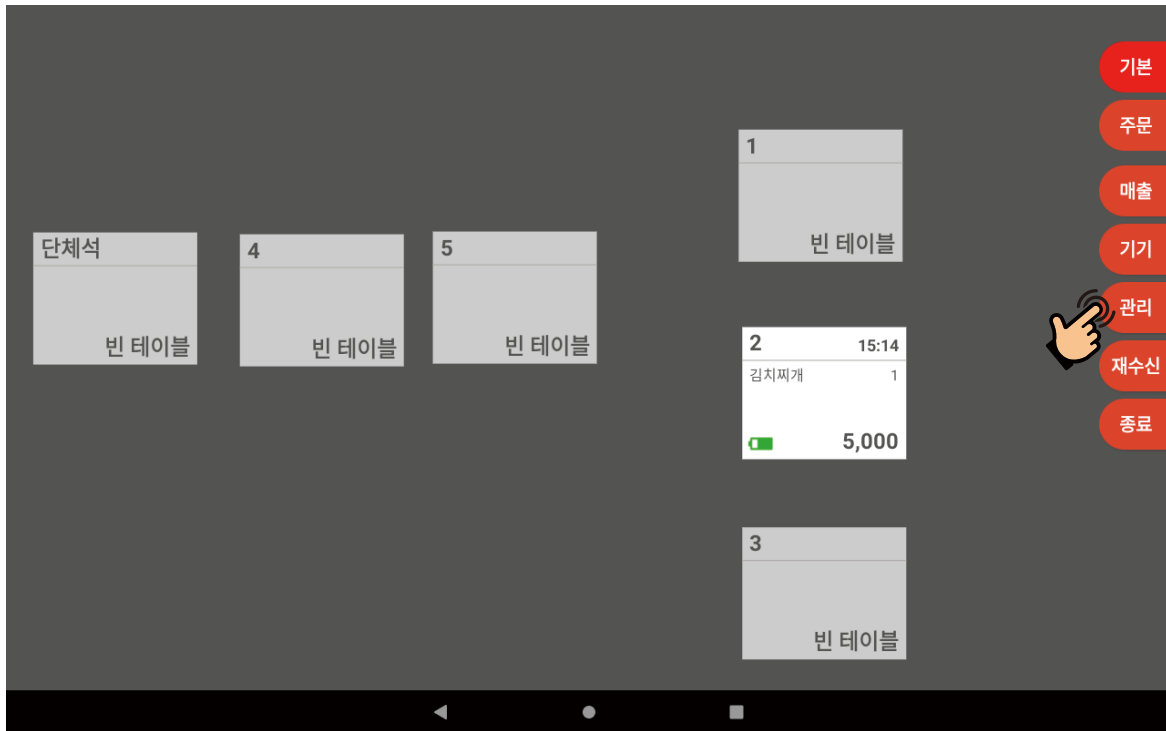 단체석
빈 테이블
4
빈 테이블
5
빈 테이블
1
빈 테이블
2 15:14
김치찌개 1
5,000
3
빈 테이블
기본
주문
매출
기기
관리
재수신
종료